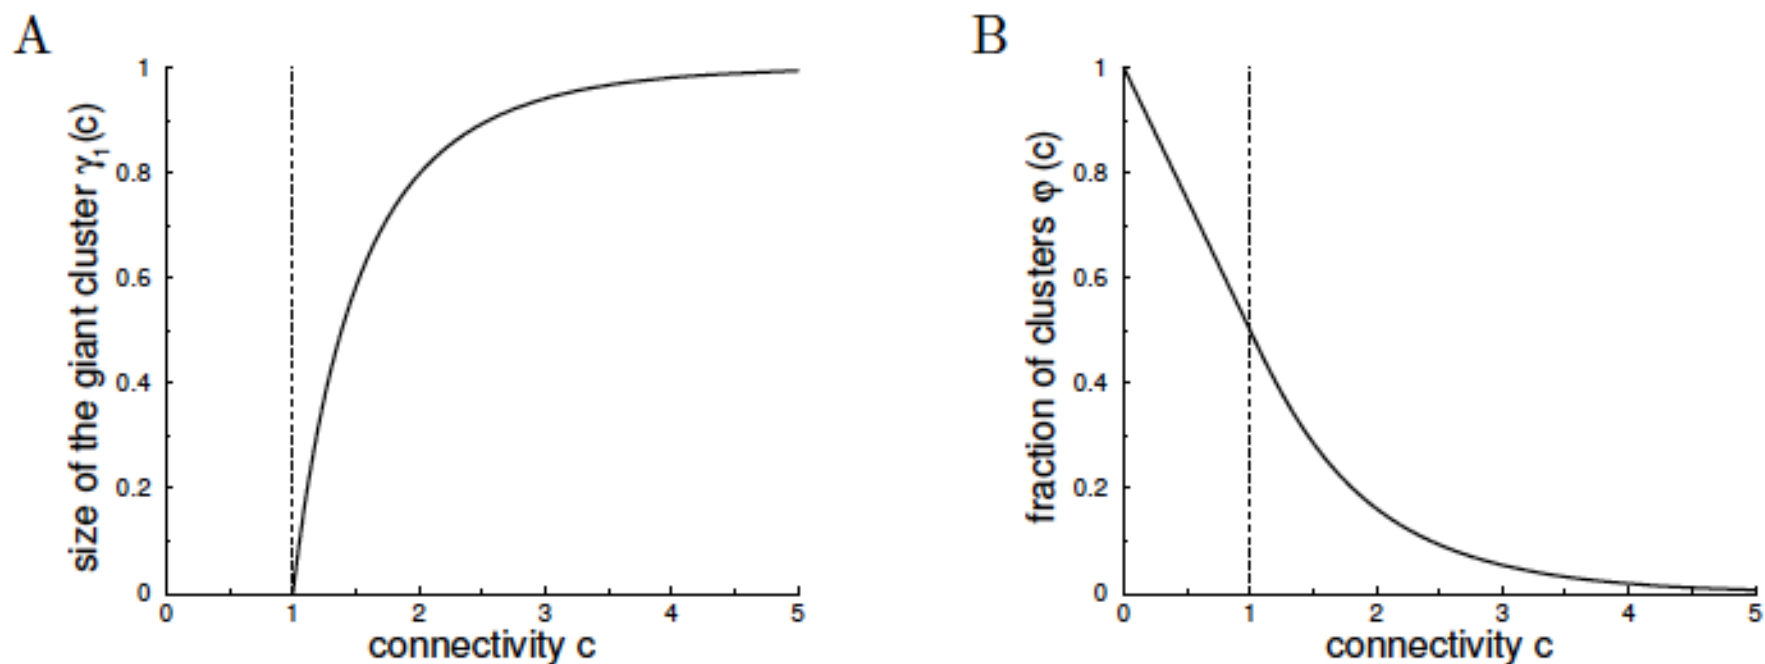 A
size of the giant cluster γ₁(c)
1
0.8
0.6
0.4
0.2
0
0 1 2 3 4 5
connectivity c
B
fraction of clusters φ (c)
1
0.8
0.6
0.4
0.2
0
0 1 2 3 4 5
connectivity c